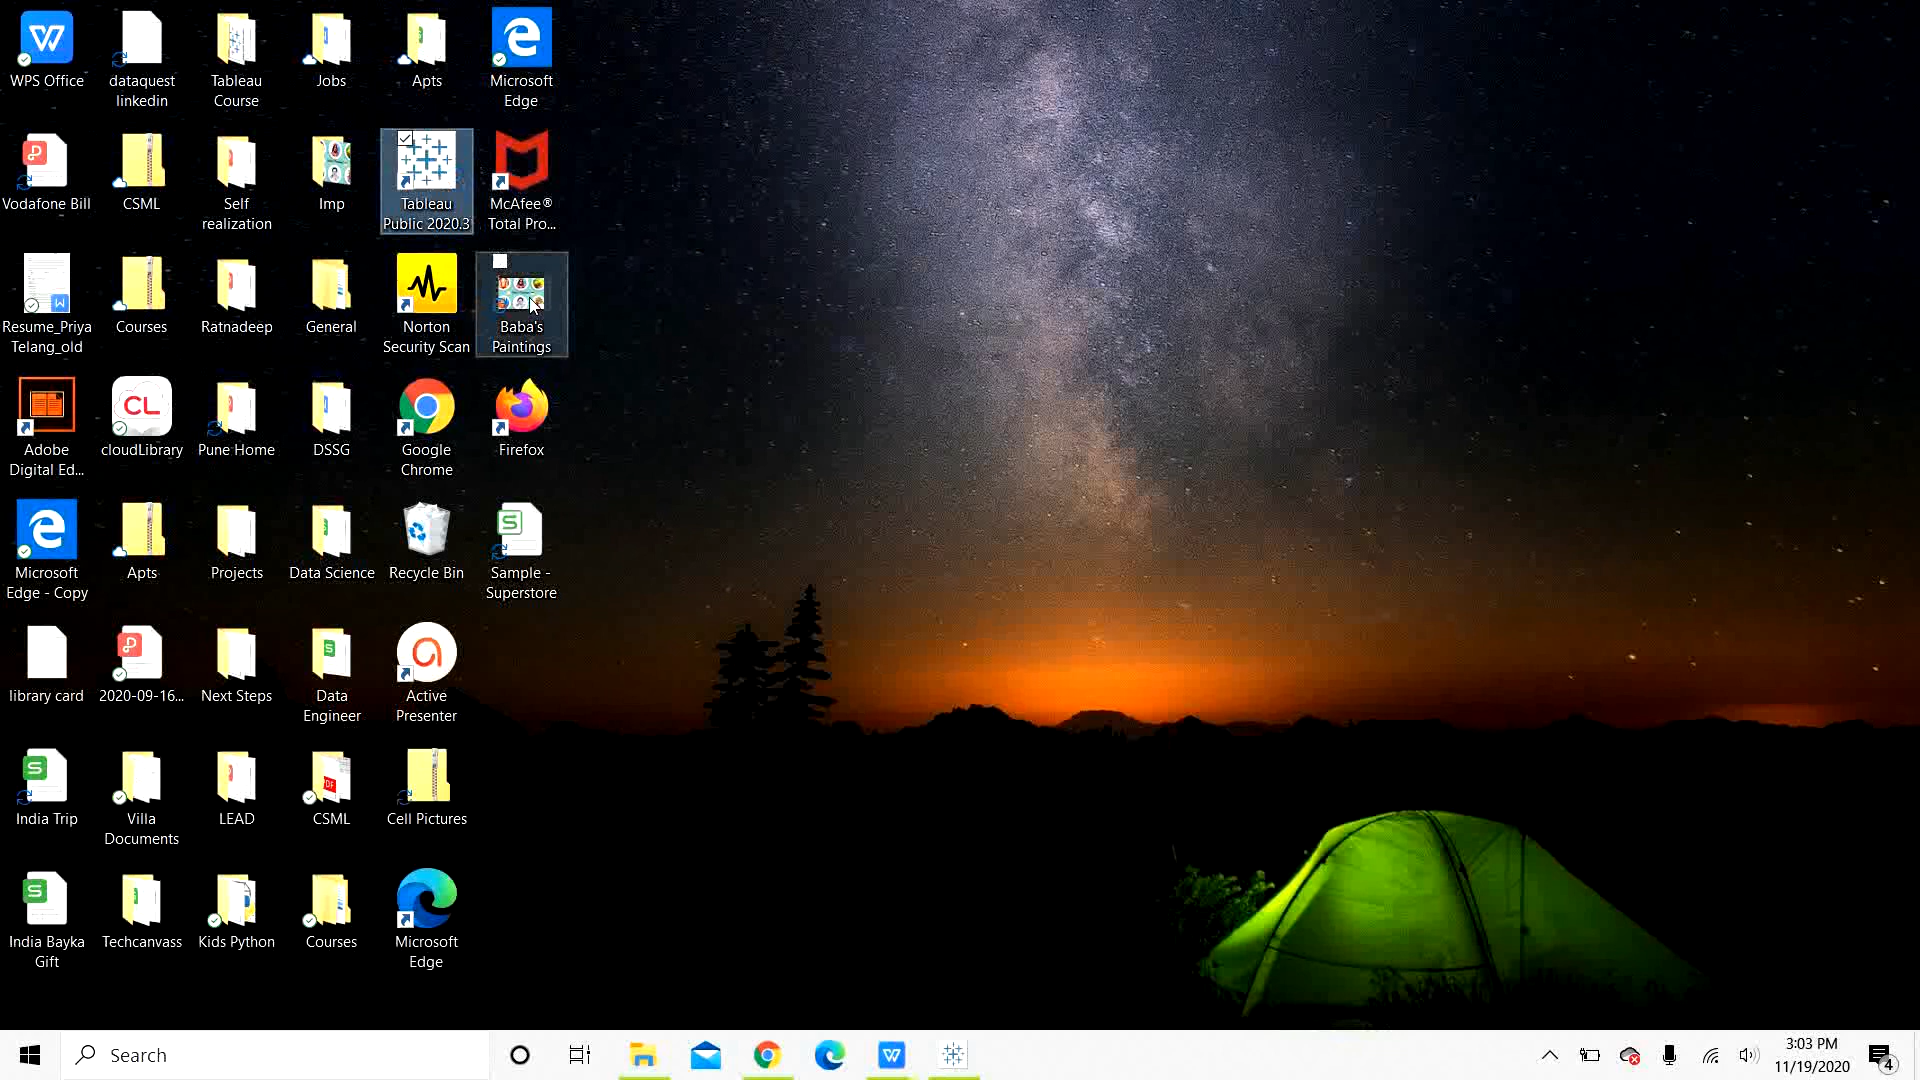 WPS Office
dataquest
linkedin
Tableau
Course
Jobs
Apts
Microsoft
Edge
Vodafone Bill
CSML
Self
realization
Imp
Tableau
Public 2020.3
McAfee®
Total Pro...
Resume_Priya
Telang_old
Courses
Ratnadeep
General
Norton
Security Scan
Baba's
Paintings
Adobe
Digital Ed...
CL
cloudLibrary
Pune Home
DSSG
Google
Chrome
Firefox
Microsoft
Edge - Copy
Apts
Projects
Data Science
Recycle Bin
Sample -
Superstore
library card
2020-09-16...
Next Steps
Data
Engineer
Active
Presenter
India Trip
Villa
Documents
LEAD
PDF
CSML
Cell Pictures
India Bayka
Gift
Techcanvass
Kids Python
Courses
Microsoft
Edge
Search
3:03 PM
11/19/2020
4